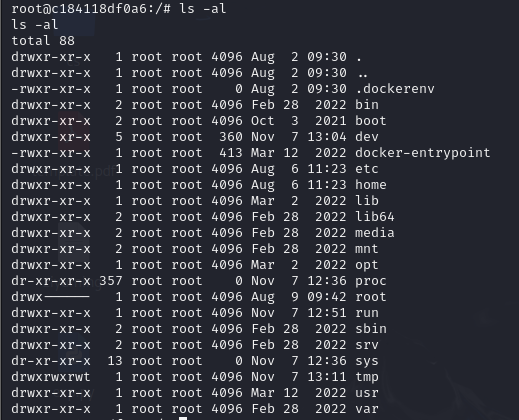 root@c184118df0a6:/# ls -al
ls -al
total 88
drwxr-xr-x   1 root root 4096 Aug  2 09:30 .
drwxr-xr-x   1 root root 4096 Aug  2 09:30 ..
-rwxr-xr-x   1 root root    0 Aug  2 09:30 .dockerenv
drwxr-xr-x   2 root root 4096 Feb 28  2022 bin
drwxr-xr-x   2 root root 4096 Oct  3  2021 boot
drwxr-xr-x   5 root root  360 Nov  7 13:04 dev
-rwxr-xr-x   1 root root  413 Mar 12  2022 docker-entrypoint
drwxr-xr-x   1 root root 4096 Aug  6 11:23 etc
drwxr-xr-x   1 root root 4096 Aug  6 11:23 home
drwxr-xr-x   1 root root 4096 Mar  2  2022 lib
drwxr-xr-x   2 root root 4096 Feb 28  2022 lib64
drwxr-xr-x   2 root root 4096 Feb 28  2022 media
drwxr-xr-x   2 root root 4096 Feb 28  2022 mnt
drwxr-xr-x   1 root root 4096 Mar  2  2022 opt
dr-xr-xr-x 357 root root    0 Nov  7 12:36 proc
drwx------   1 root root 4096 Aug  9 09:42 root
drwxr-xr-x   1 root root 4096 Nov  7 12:51 run
drwxr-xr-x   2 root root 4096 Feb 28  2022 sbin
drwxr-xr-x   2 root root 4096 Feb 28  2022 srv
dr-xr-xr-x  13 root root    0 Nov  7 12:36 sys
drwxrwxrwt   1 root root 4096 Nov  7 13:11 tmp
drwxr-xr-x   1 root root 4096 Mar 12  2022 usr
drwxr-xr-x   1 root root 4096 Feb 28  2022 var